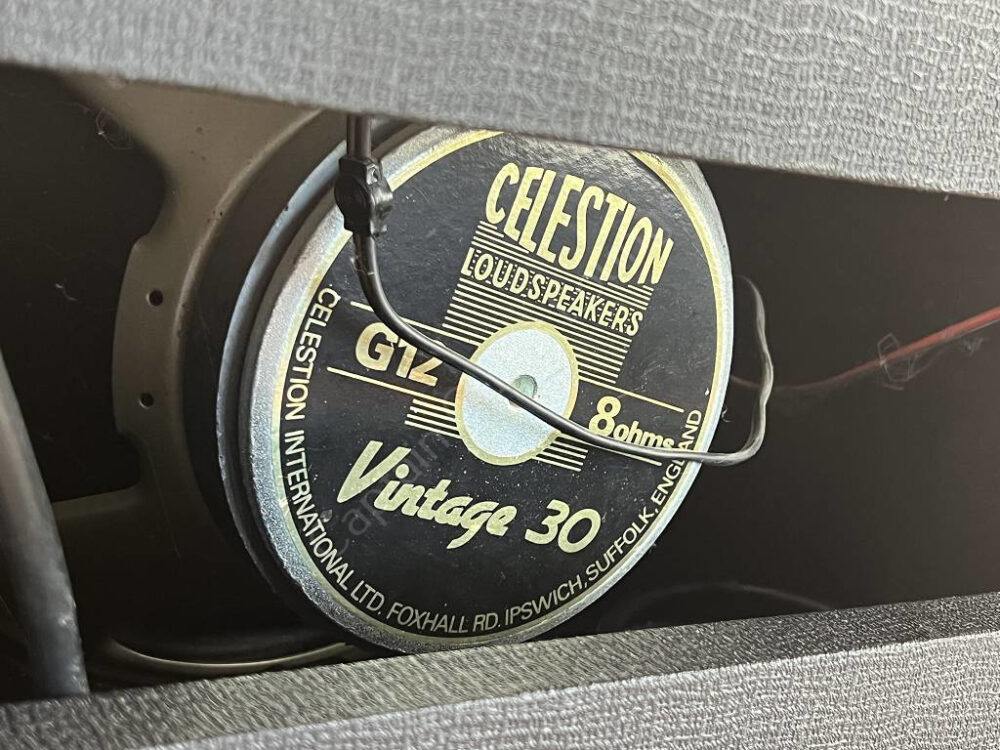 CELESTION
LOUDSPEAKERS
G12
8ohms
Vintage 30
CELESTION INTERNATIONAL LTD. FOXHALL RD. IPSWICH, SUFFOLK, ENGLAND